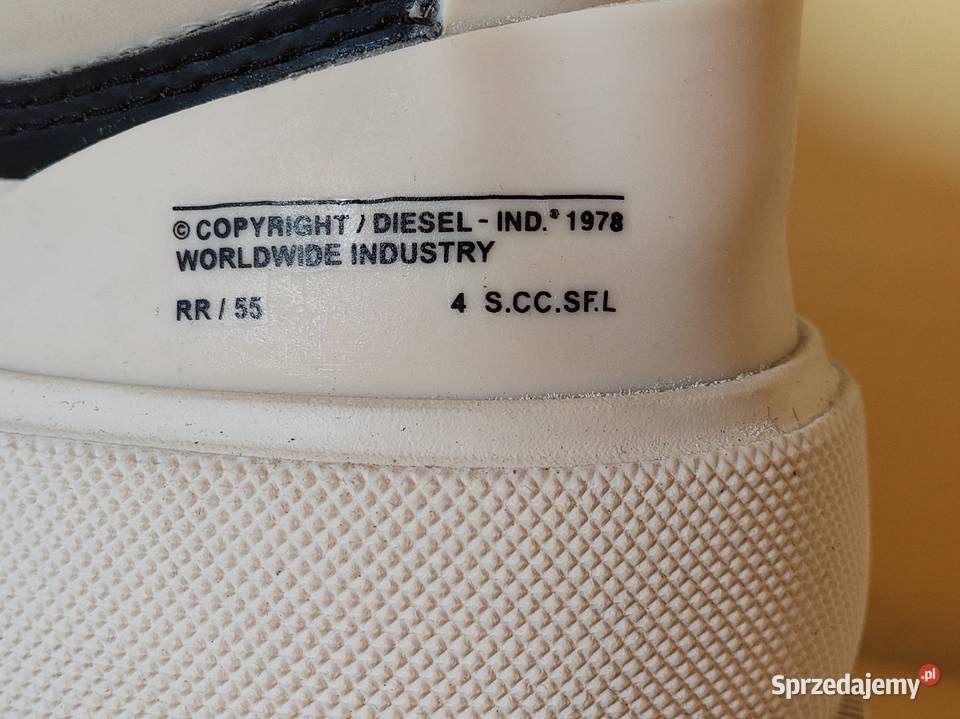 © COPYRIGHT / DIESEL - IND.® 1978
WORLDWIDE INDUSTRY
RR / 55 4 S.CC.SF.L
Sprzedajemy.pl